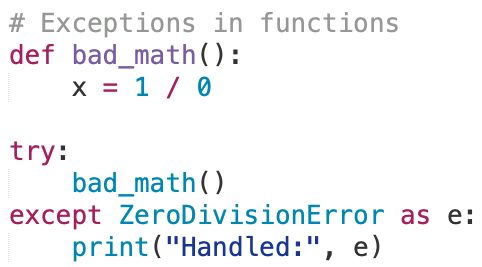 # Exceptions in functions
def bad_math():
    x = 1 / 0

try:
    bad_math()
except ZeroDivisionError as e:
    print("Handled:", e)